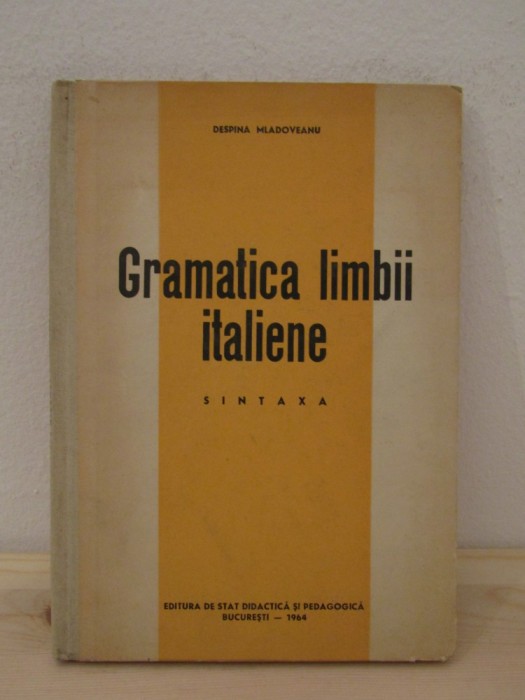 DESPINA MLADOVEANU
Gramatica limbii
italiene
SINTAXA
EDITURA DE STAT DIDACTICĂ ȘI PEDAGOGICĂ
BUCUREȘTI — 1964